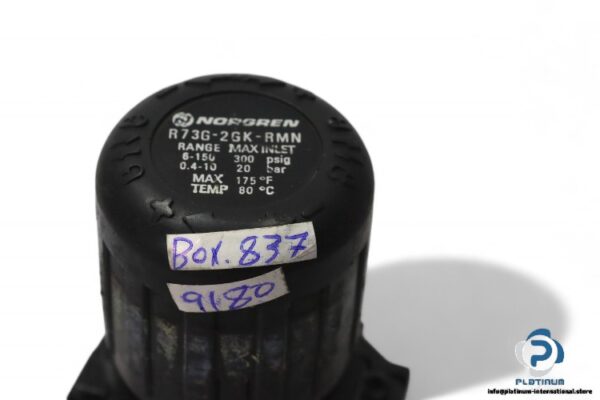 NORGREN
R73G-2GK-RMN
RANGE MAX INLET
6-150 300 psig
0.4-10 20 bar
MAX 175 °F
TEMP 80 °C
Box.837
9180
PLATINUM
info@platinum-international.store